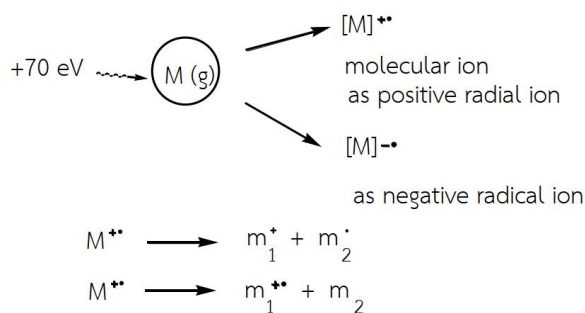 [M]+•
+70 eV M (g)
molecular ion
as positive radial ion
[M]-•
as negative radical ion
M+• m1+ + m2•
M+• m1+• + m2